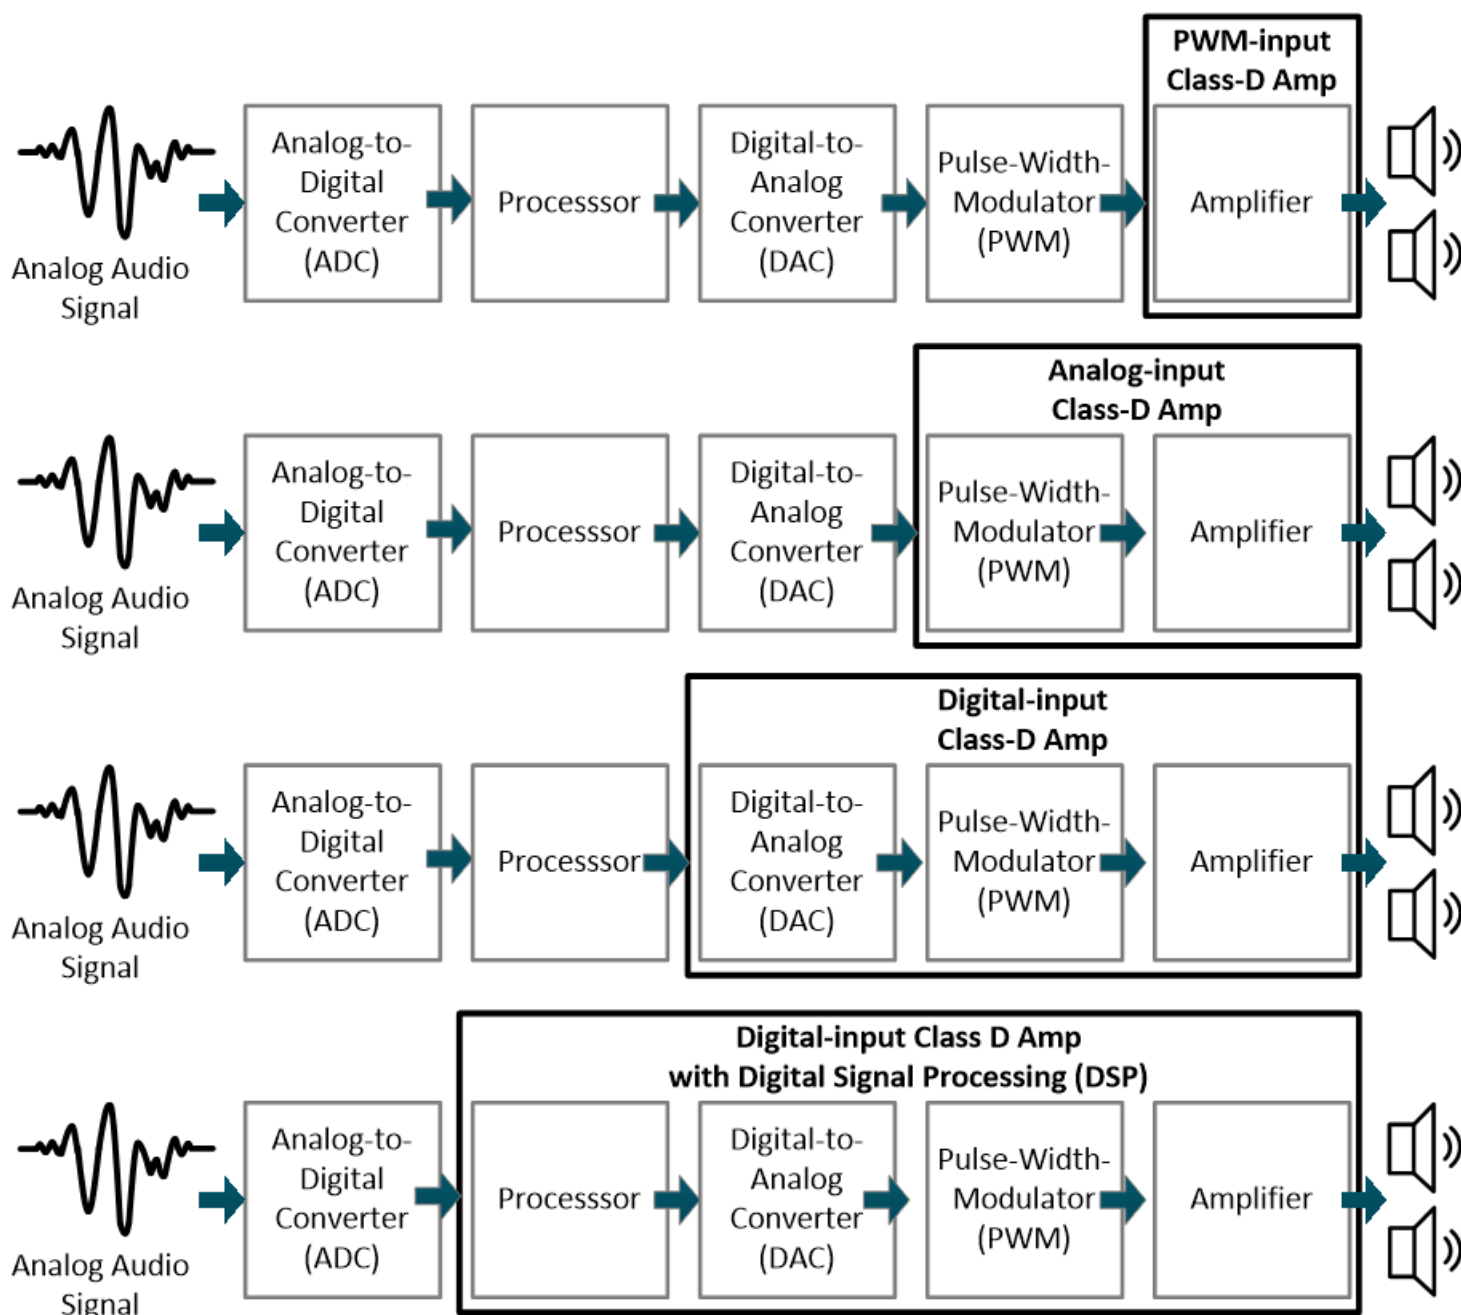 PWM-input
Class-D Amp
Analog Audio
Signal
Analog-to-
Digital
Converter
(ADC)
Processsor
Digital-to-
Analog
Converter
(DAC)
Pulse-Width-
Modulator
(PWM)
Amplifier
Analog-input
Class-D Amp
Analog Audio
Signal
Analog-to-
Digital
Converter
(ADC)
Processsor
Digital-to-
Analog
Converter
(DAC)
Pulse-Width-
Modulator
(PWM)
Amplifier
Digital-input
Class-D Amp
Analog Audio
Signal
Analog-to-
Digital
Converter
(ADC)
Processsor
Digital-to-
Analog
Converter
(DAC)
Pulse-Width-
Modulator
(PWM)
Amplifier
Digital-input Class D Amp
with Digital Signal Processing (DSP)
Analog Audio
Signal
Analog-to-
Digital
Converter
(ADC)
Processsor
Digital-to-
Analog
Converter
(DAC)
Pulse-Width-
Modulator
(PWM)
Amplifier